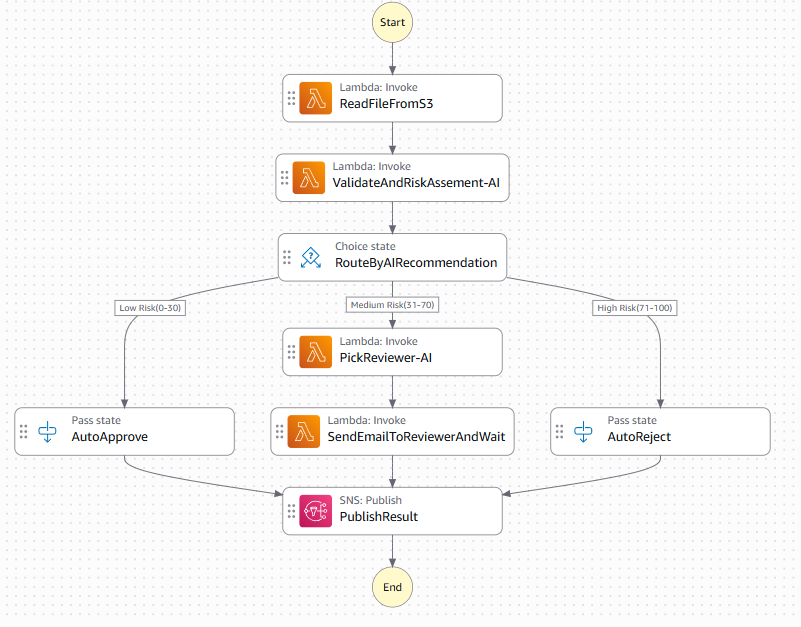 Start
Lambda: Invoke
ReadFileFromS3
Lambda: Invoke
ValidateAndRiskAssement-AI
Choice state
RouteByAIRecommendation
Low Risk(0-30)
Medium Risk(31-70)
High Risk(71-100)
Lambda: Invoke
PickReviewer-AI
Pass state
AutoApprove
Lambda: Invoke
SendEmailToReviewerAndWait
Pass state
AutoReject
SNS: Publish
PublishResult
End